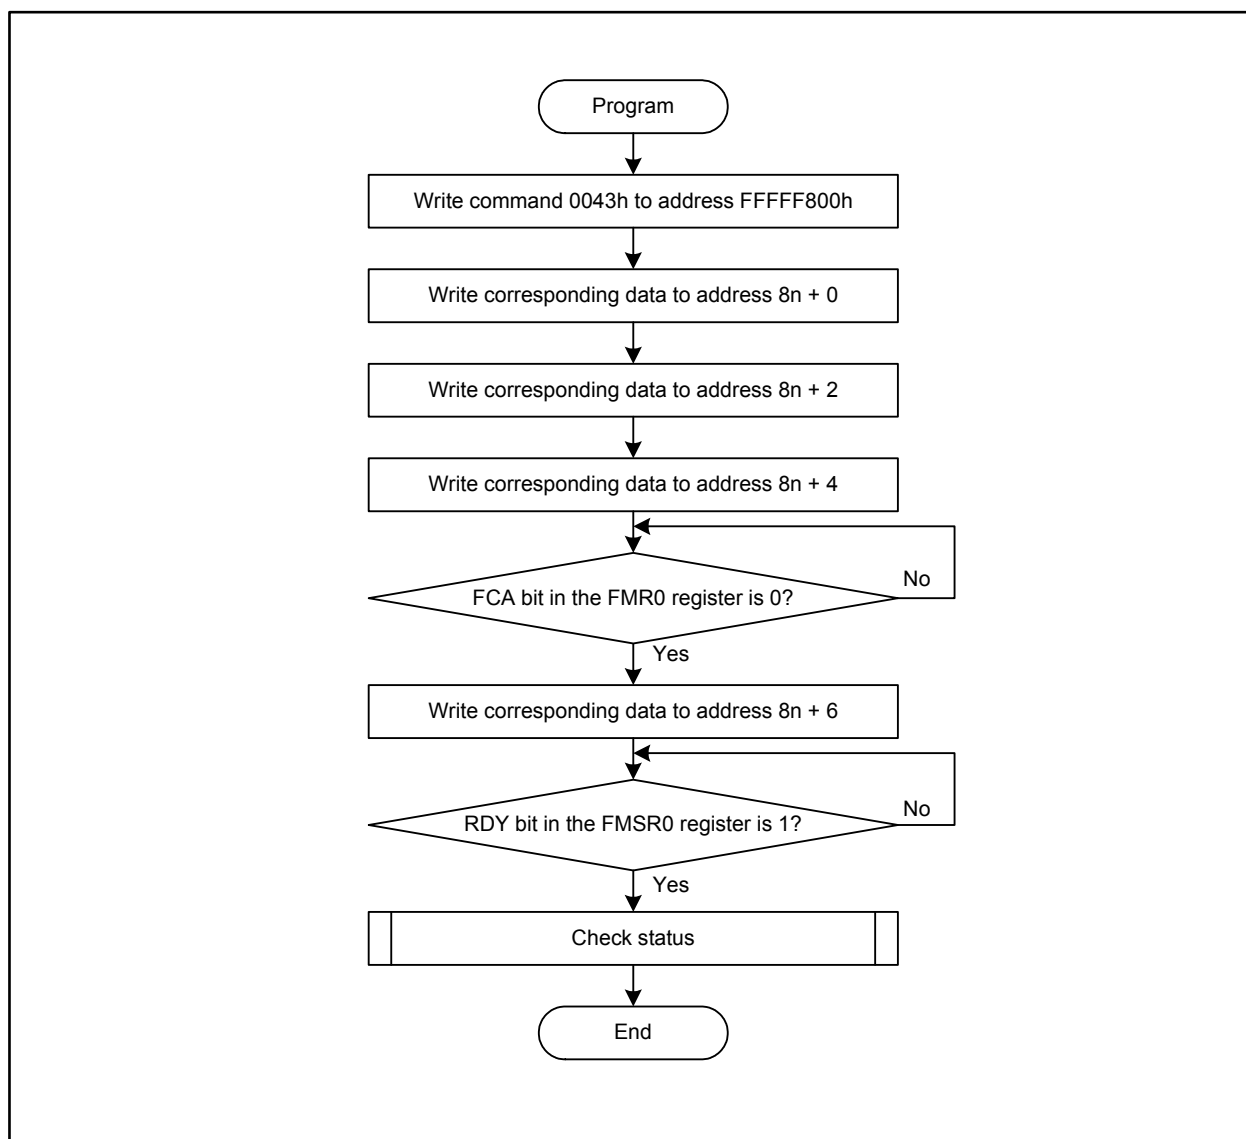 Program
Write command 0043h to address FFFFF800h
Write corresponding data to address 8n + 0
Write corresponding data to address 8n + 2
Write corresponding data to address 8n + 4
No
FCA bit in the FMR0 register is 0?
Yes
Write corresponding data to address 8n + 6
No
RDY bit in the FMSR0 register is 1?
Yes
Check status
End